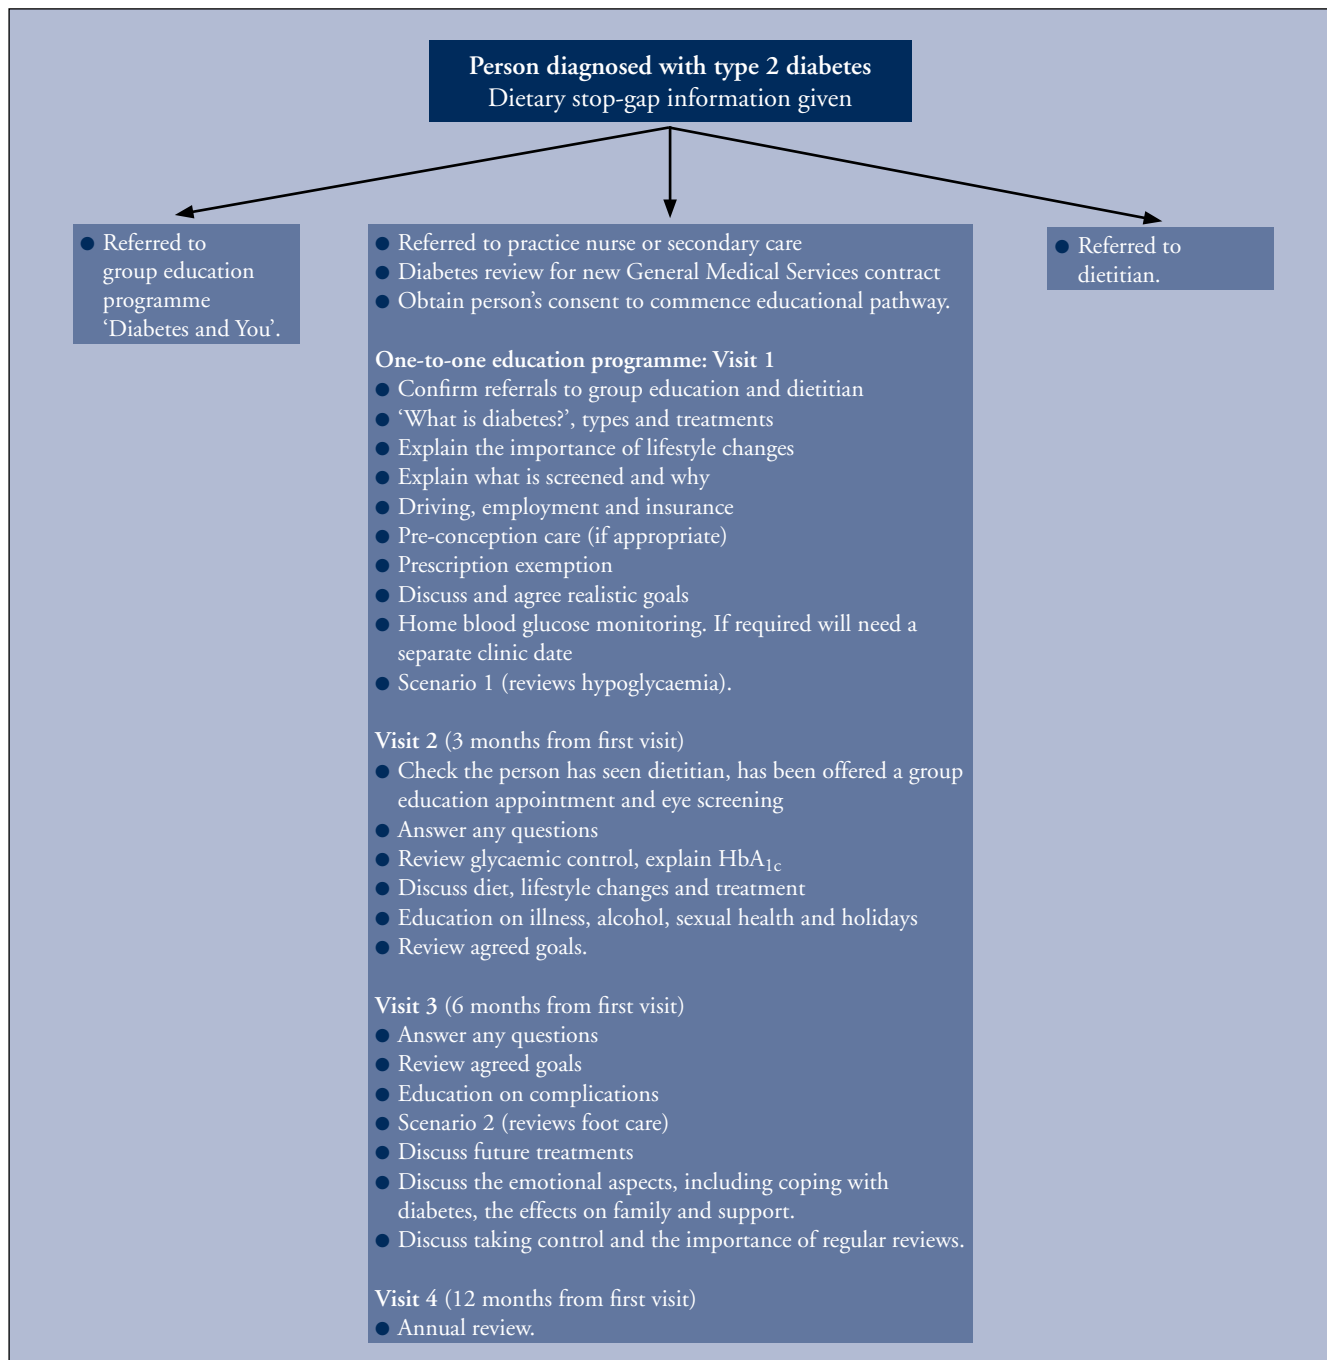 Person diagnosed with type 2 diabetes
Dietary stop-gap information given
● Referred to
group education
programme
‘Diabetes and You’.
● Referred to practice nurse or secondary care
● Diabetes review for new General Medical Services contract
● Obtain person’s consent to commence educational pathway.
One-to-one education programme: Visit 1
● Confirm referrals to group education and dietitian
● ‘What is diabetes?’, types and treatments
● Explain the importance of lifestyle changes
● Explain what is screened and why
● Driving, employment and insurance
● Pre-conception care (if appropriate)
● Prescription exemption
● Discuss and agree realistic goals
● Home blood glucose monitoring. If required will need a
separate clinic date
● Scenario 1 (reviews hypoglycaemia).
Visit 2 (3 months from first visit)
● Check the person has seen dietitian, has been offered a group
education appointment and eye screening
● Answer any questions
● Review glycaemic control, explain HbA1c
● Discuss diet, lifestyle changes and treatment
● Education on illness, alcohol, sexual health and holidays
● Review agreed goals.
Visit 3 (6 months from first visit)
● Answer any questions
● Review agreed goals
● Education on complications
● Scenario 2 (reviews foot care)
● Discuss future treatments
● Discuss the emotional aspects, including coping with
diabetes, the effects on family and support.
● Discuss taking control and the importance of regular reviews.
Visit 4 (12 months from first visit)
● Annual review.
● Referred to
dietitian.